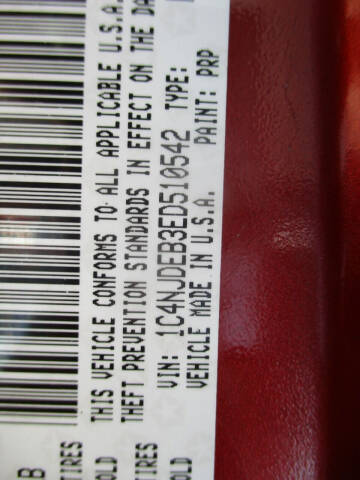 THIS VEHICLE CONFORMS TO ALL APPLICABLE U.S.A.
THEFT PREVENTION STANDARDS IN EFFECT ON THE DA
VIN: 1C4NJDEB3ED510542 TYPE:
VEHICLE MADE IN U.S.A. PAINT: PRP
B
TIRES
OLD
TIRES
OLD